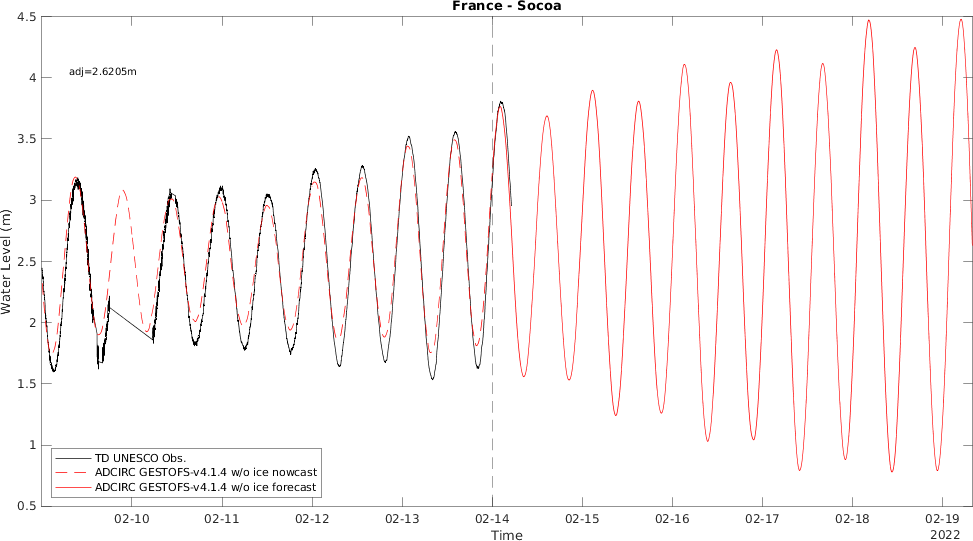 France - Socoa
4.5
4
3.5
3
2.5
2
1.5
1
0.5
Water Level (m)
adj=2.6205m
TD UNESCO Obs.
ADCIRC GESTOFS-v4.1.4 w/o ice nowcast
ADCIRC GESTOFS-v4.1.4 w/o ice forecast
02-10 02-11 02-12 02-13 02-14 02-15 02-16 02-17 02-18 02-19
Time
2022